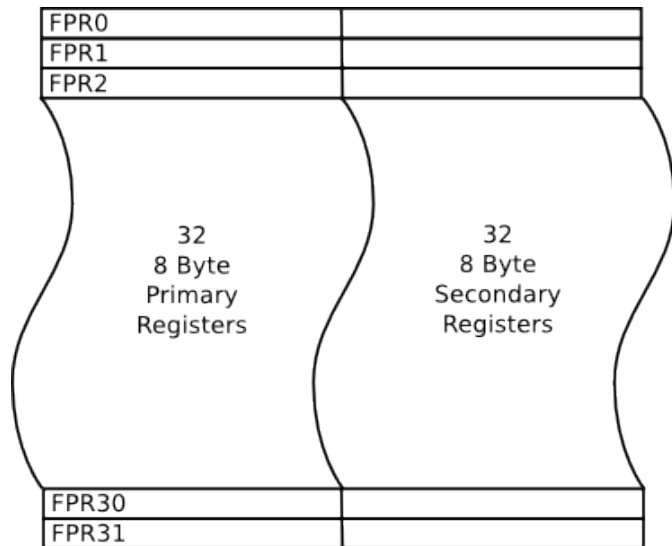 FPR0
FPR1
FPR2
32
8 Byte
Primary
Registers
32
8 Byte
Secondary
Registers
FPR30
FPR31